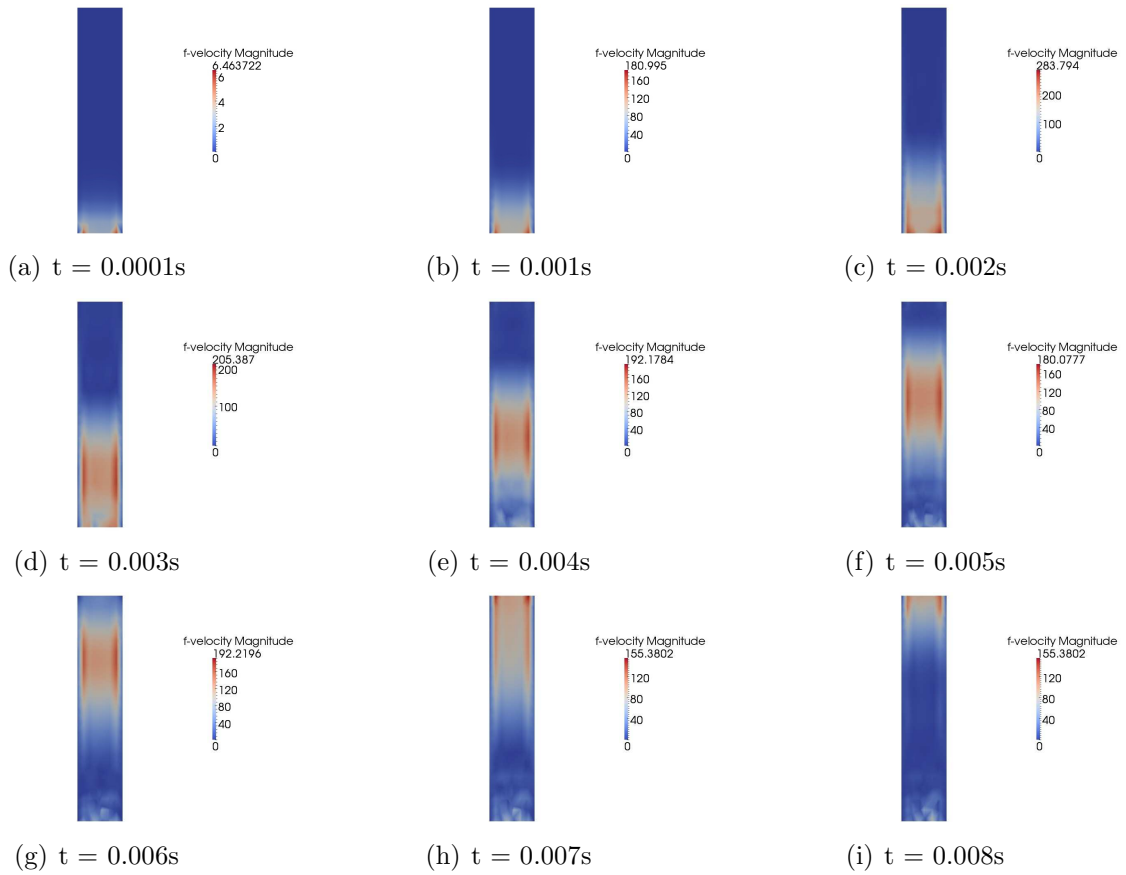 f-velocity Magnitude
6.463722
6
4
2
0
(a) t = 0.0001s
f-velocity Magnitude
180.995
160
120
80
40
0
(b) t = 0.001s
f-velocity Magnitude
283.794
200
100
0
(c) t = 0.002s
f-velocity Magnitude
205.387
200
100
0
(d) t = 0.003s
f-velocity Magnitude
192.1784
160
120
80
40
0
(e) t = 0.004s
f-velocity Magnitude
180.0777
160
120
80
40
0
(f) t = 0.005s
f-velocity Magnitude
192.2196
160
120
80
40
0
(g) t = 0.006s
f-velocity Magnitude
155.3802
120
80
40
0
(h) t = 0.007s
f-velocity Magnitude
155.3802
120
80
40
0
(i) t = 0.008s